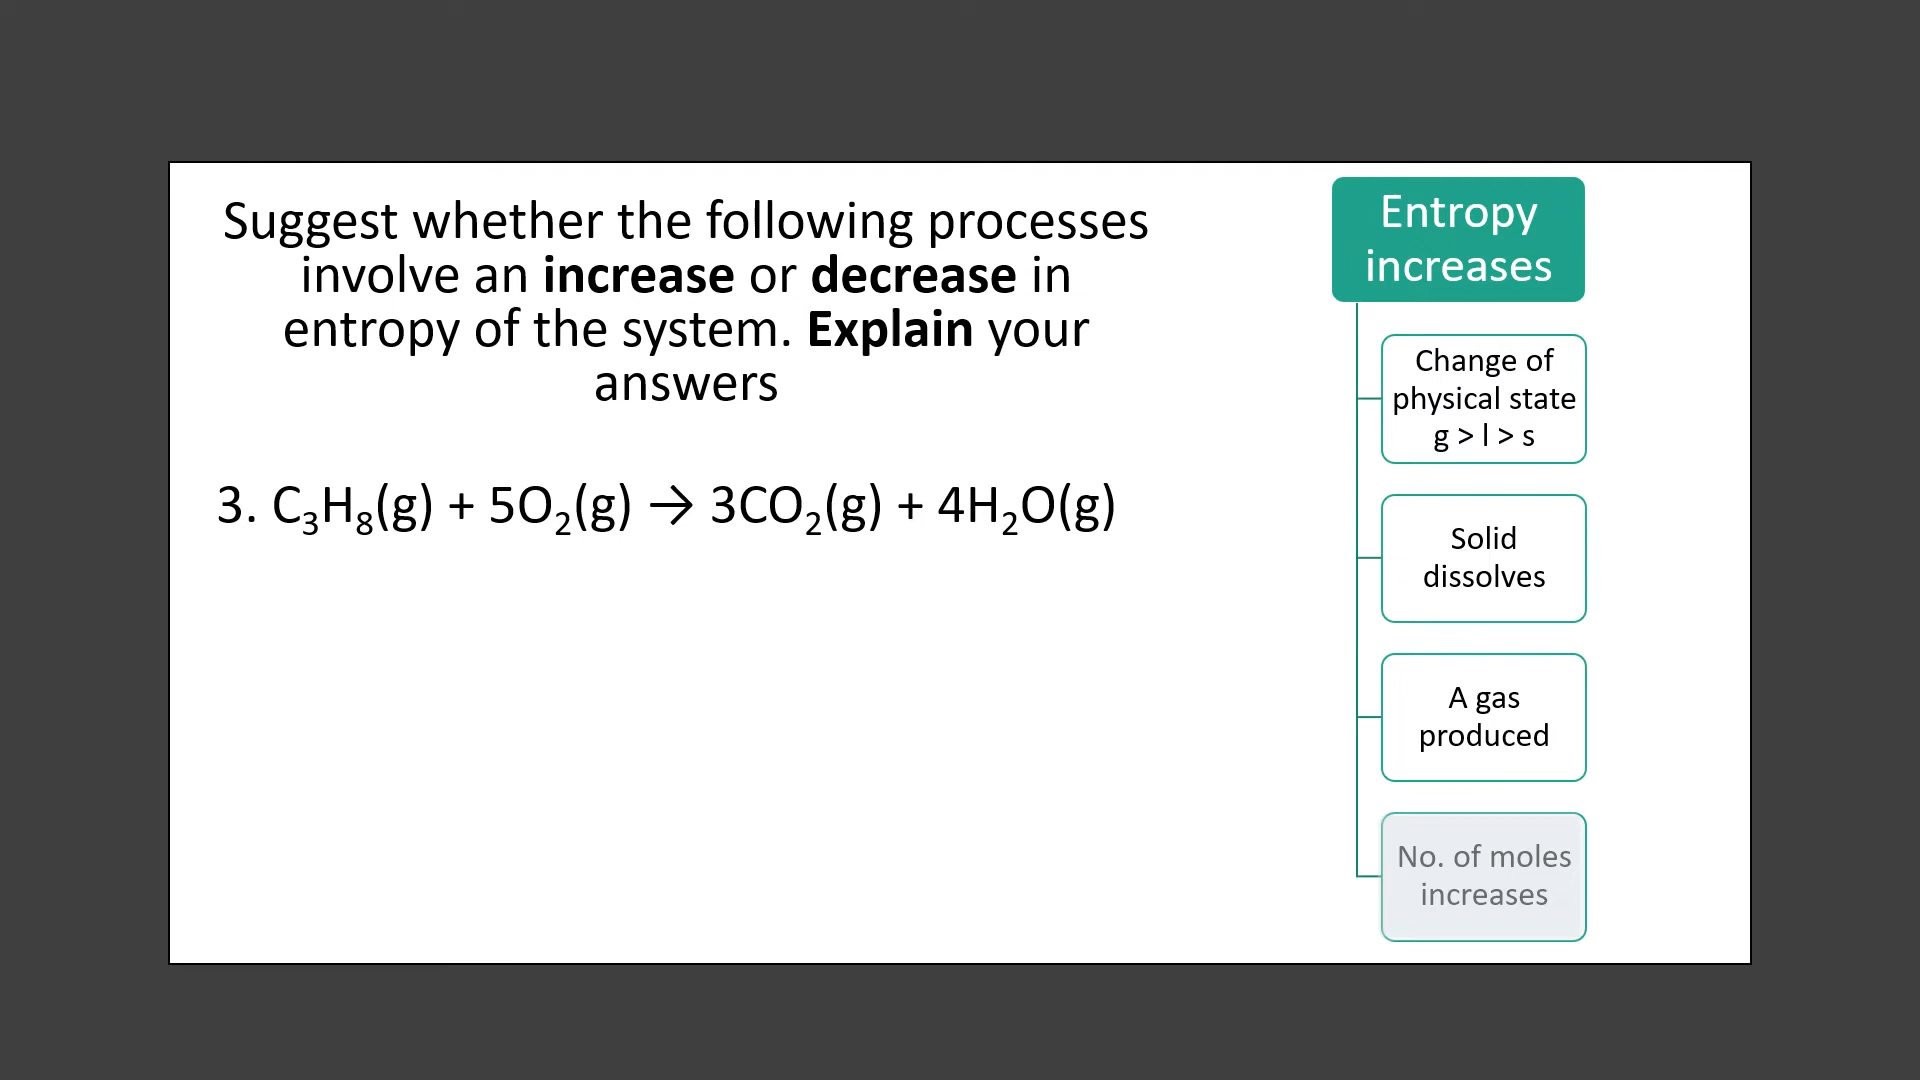 Suggest whether the following processes
involve an increase or decrease in
entropy of the system. Explain your
answers
3. C₃H₈(g) + 5O₂(g) → 3CO₂(g) + 4H₂O(g)
Entropy
increases
Change of
physical state
g > l > s
Solid
dissolves
A gas
produced
No. of moles
increases